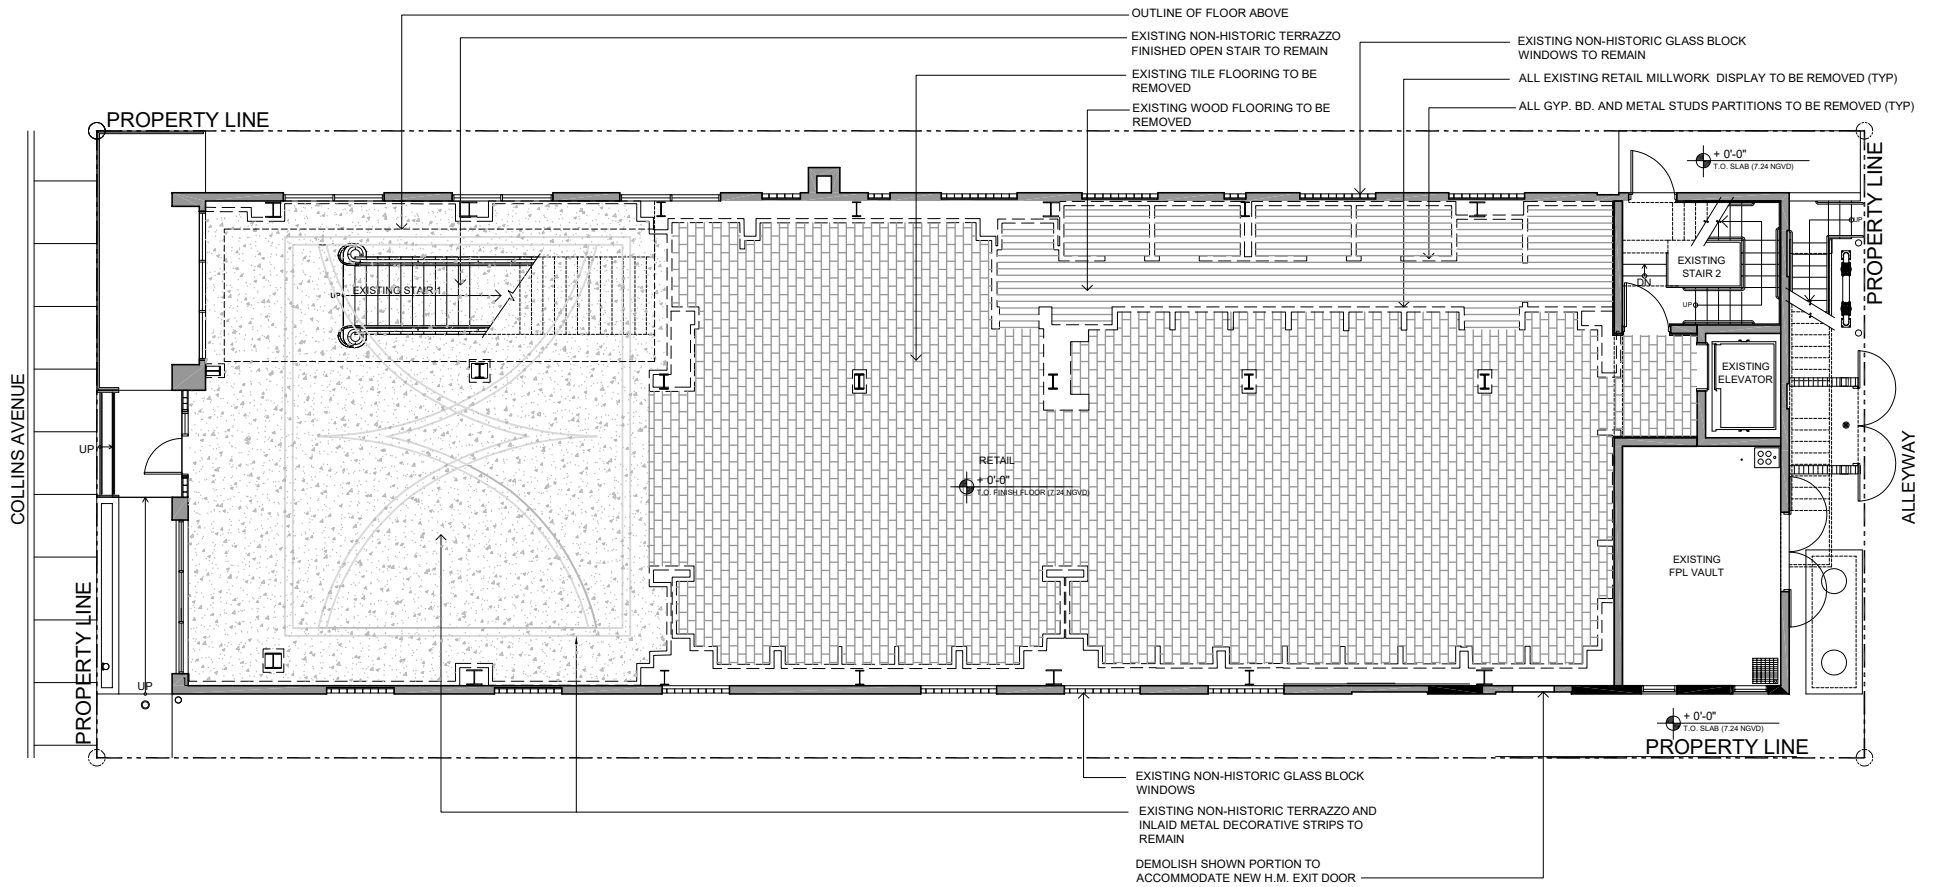 OUTLINE OF FLOOR ABOVE
EXISTING NON-HISTORIC TERRAZZO
FINISHED OPEN STAIR TO REMAIN
EXISTING TILE FLOORING TO BE
REMOVED
EXISTING WOOD FLOORING TO BE
REMOVED
EXISTING NON-HISTORIC GLASS BLOCK
WINDOWS TO REMAIN
ALL EXISTING RETAIL MILLWORK DISPLAY TO BE REMOVED (TYP)
ALL GYP. BD. AND METAL STUDS PARTITIONS TO BE REMOVED (TYP)
PROPERTY LINE
+ 0'-0"
T.O. SLAB (7.24 NGVD)
PROPERTY LINE
UP
EXISTING
STAIR 2
DN
UP
UP
EXISTING STAIR 1
EXISTING
ELEVATOR
COLLINS AVENUE
UP
RETAIL
+ 0'-0"
T.O. FINISH FLOOR (7.24 NGVD)
ALLEYWAY
EXISTING
FPL VAULT
PROPERTY LINE
UP
+ 0'-0"
T.O. SLAB (7.24 NGVD)
PROPERTY LINE
EXISTING NON-HISTORIC GLASS BLOCK
WINDOWS
EXISTING NON-HISTORIC TERRAZZO AND
INLAID METAL DECORATIVE STRIPS TO
REMAIN
DEMOLISH SHOWN PORTION TO
ACCOMMODATE NEW H.M. EXIT DOOR